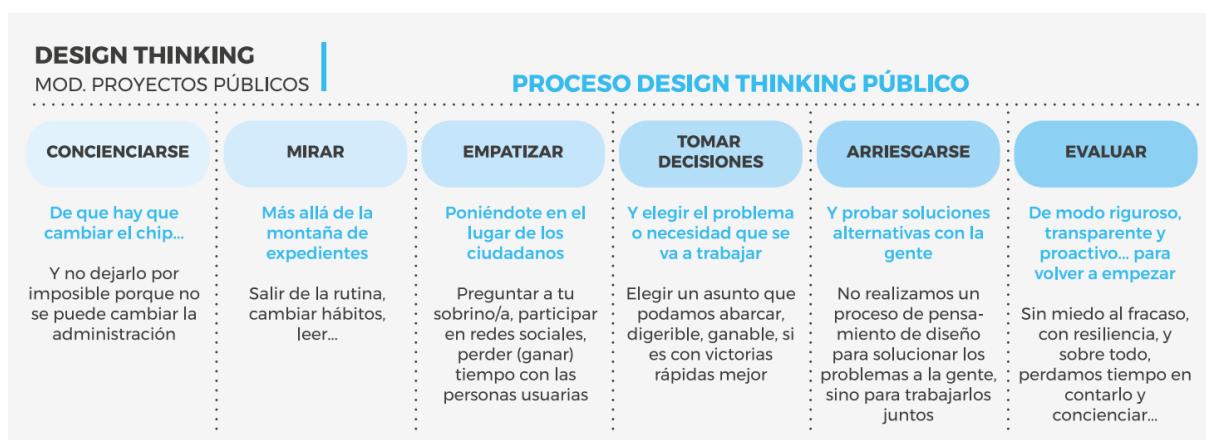 DESIGN THINKING
MOD. PROYECTOS PÚBLICOS
PROCESO DESIGN THINKING PÚBLICO
CONCIENCIARSE
De que hay que
cambiar el chip...
Y no dejarlo por
imposible porque no
se puede cambiar la
administración
MIRAR
Más allá de la
montaña de
expedientes
Salir de la rutina,
cambiar hábitos,
leer...
EMPATIZAR
Poniéndote en el
lugar de los
ciudadanos
Preguntar a tu
sobrino/a, participar
en redes sociales,
perder (ganar)
tiempo con las
personas usuarias
TOMAR
DECISIONES
Y elegir el problema
o necesidad que se
va a trabajar
Elegir un asunto que
podamos abarcar,
digerible, ganable, si
es con victorias
rápidas mejor
ARRIESGARSE
Y probar soluciones
alternativas con la
gente
No realizamos un
proceso de pensa-
miento de diseño
para solucionar los
problemas a la gente,
sino para trabajarlos
juntos
EVALUAR
De modo riguroso,
transparente y
proactivo... para
volver a empezar
Sin miedo al fracaso,
con resiliencia, y
sobre todo,
perdamos tiempo en
contarlo y
concienciar...